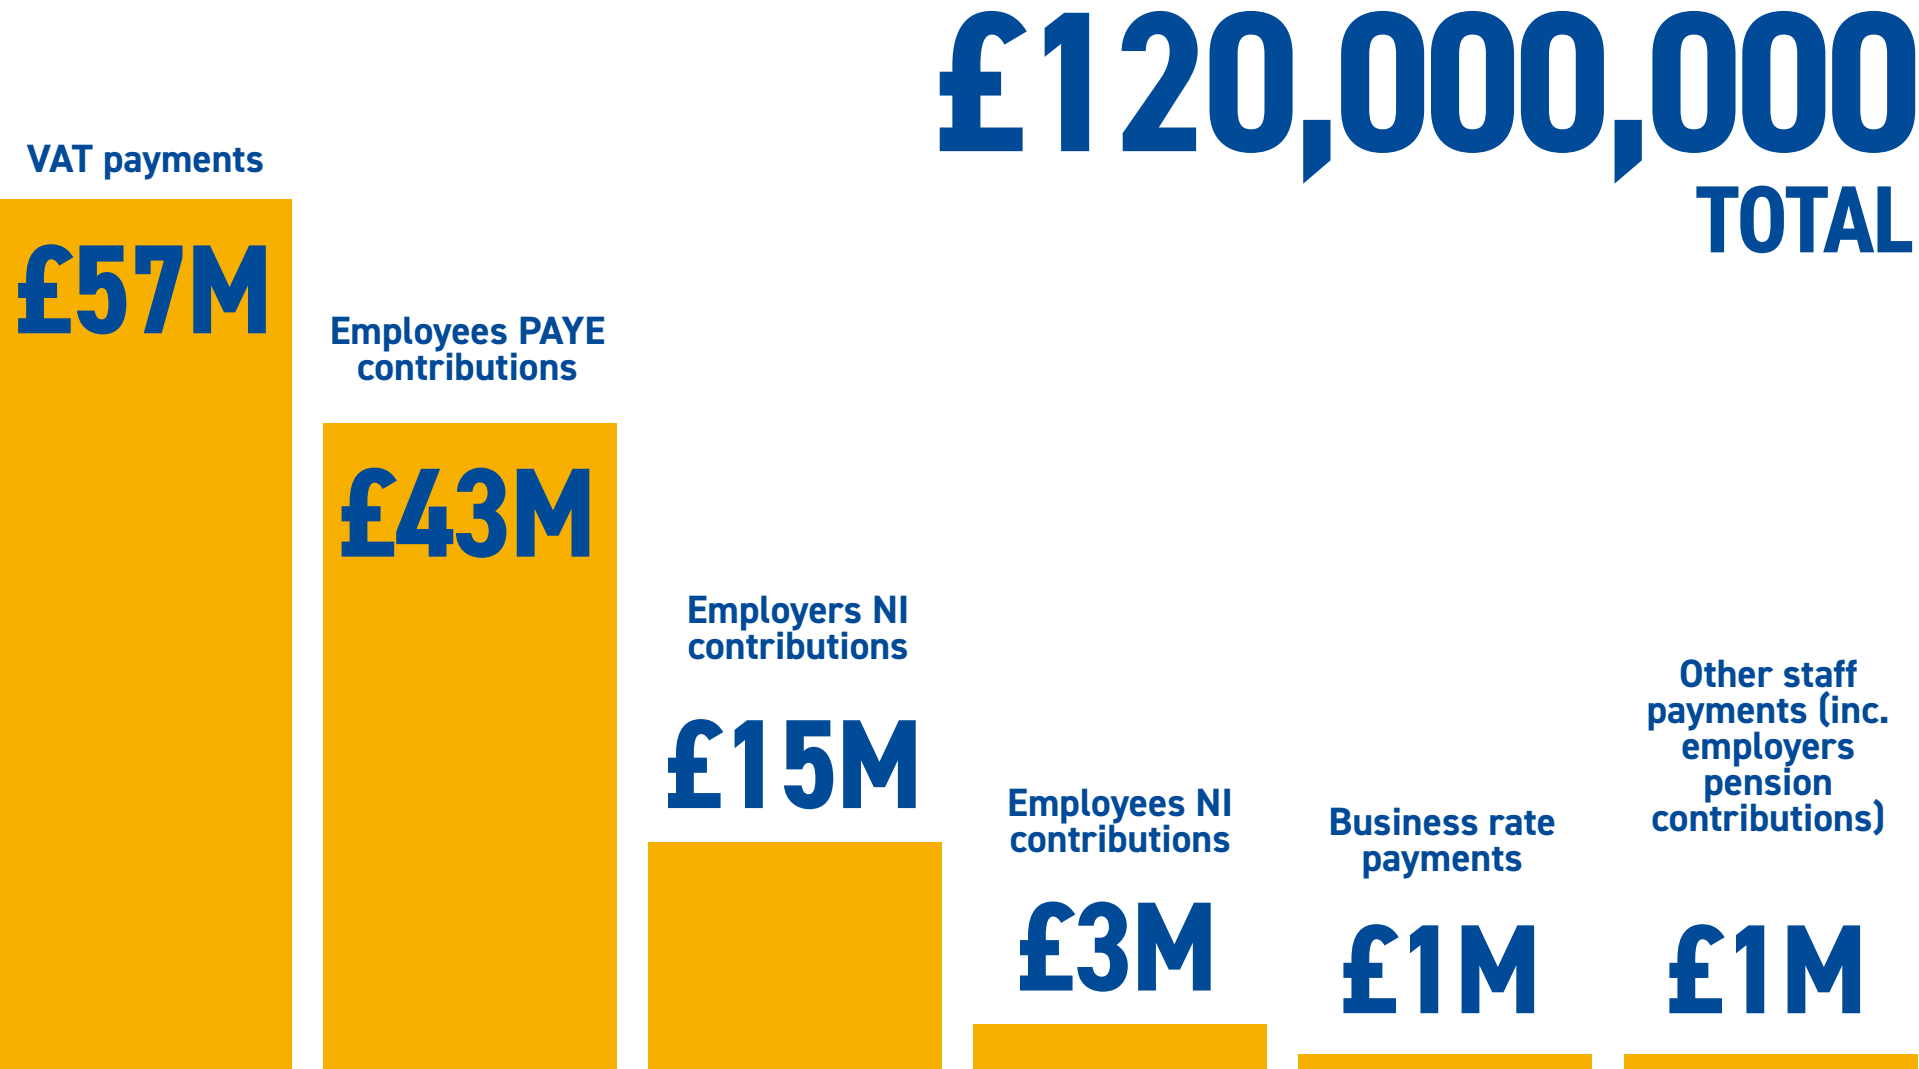 £120,000,000
TOTAL
VAT payments
£57M
Employees PAYE
contributions
£43M
Employers NI
contributions
£15M
Employees NI
contributions
£3M
Business rate
payments
£1M
Other staff
payments (inc.
employers
pension
contributions)
£1M